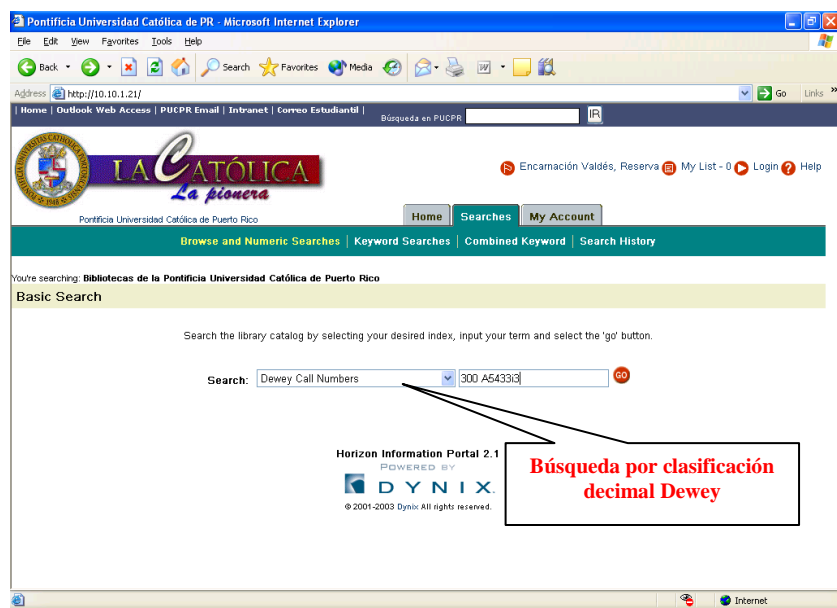 Pontificia Universidad Católica de PR - Microsoft Internet Explorer
File Edit View Favorites Tools Help
Back Search Favorites Media
Address http://10.10.1.21/ Go Links »
| Home | Outlook Web Access | PUCPR Email | Intranet | Correo Estudiantil |
Búsqueda en PUCPR IR
LA CATÓLICA
La pionera
Encarnación Valdés, Reserva My List - 0 Login Help
Pontificia Universidad Católica de Puerto Rico
Home Searches My Account
Browse and Numeric Searches | Keyword Searches | Combined Keyword | Search History
You're searching: Bibliotecas de la Pontificia Universidad Católica de Puerto Rico
Basic Search
Search the library catalog by selecting your desired index, input your term and select the 'go' button.
Search: Dewey Call Numbers 300 A5433i3 GO
Horizon Information Portal 2.1
POWERED BY
DYNIX.
© 2001-2003 Dynix All rights reserved.
Búsqueda por clasificación
decimal Dewey
Internet